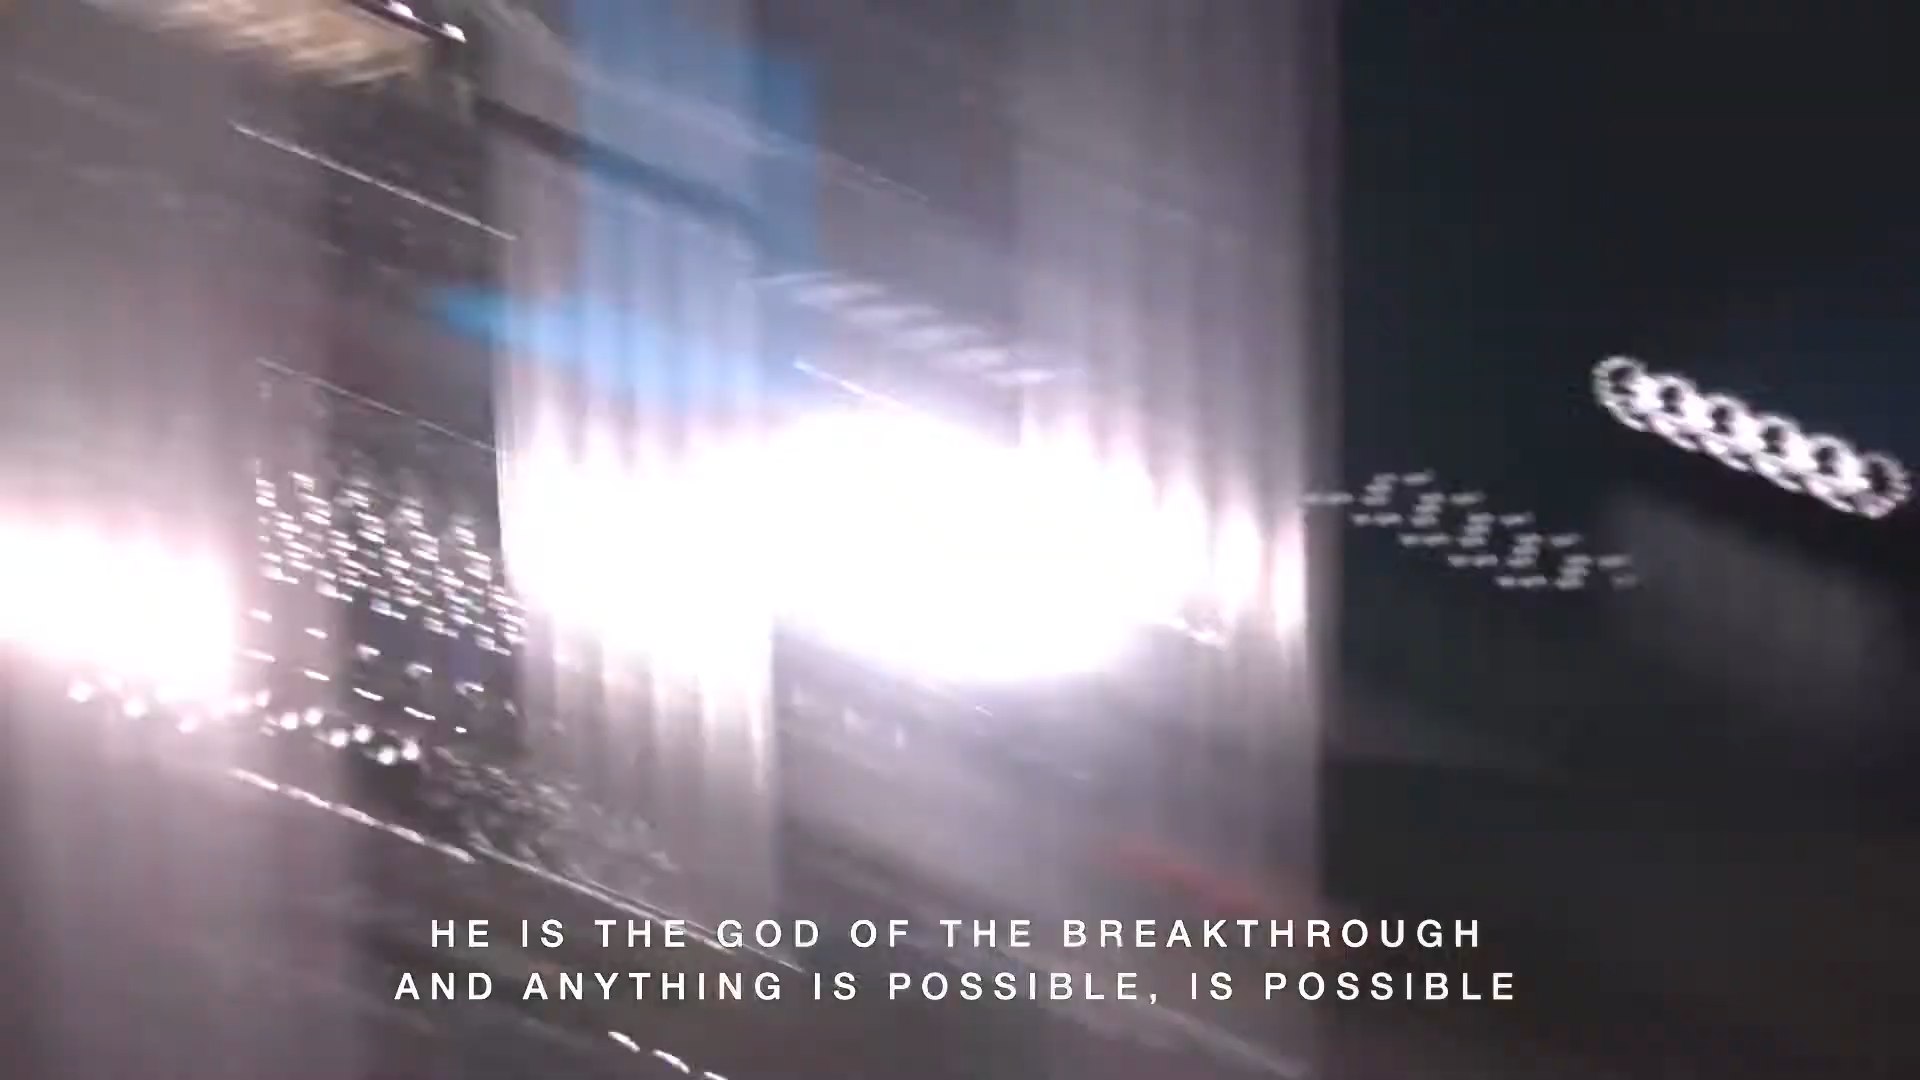 HE IS THE GOD OF THE BREAKTHROUGH
AND ANYTHING IS POSSIBLE, IS POSSIBLE